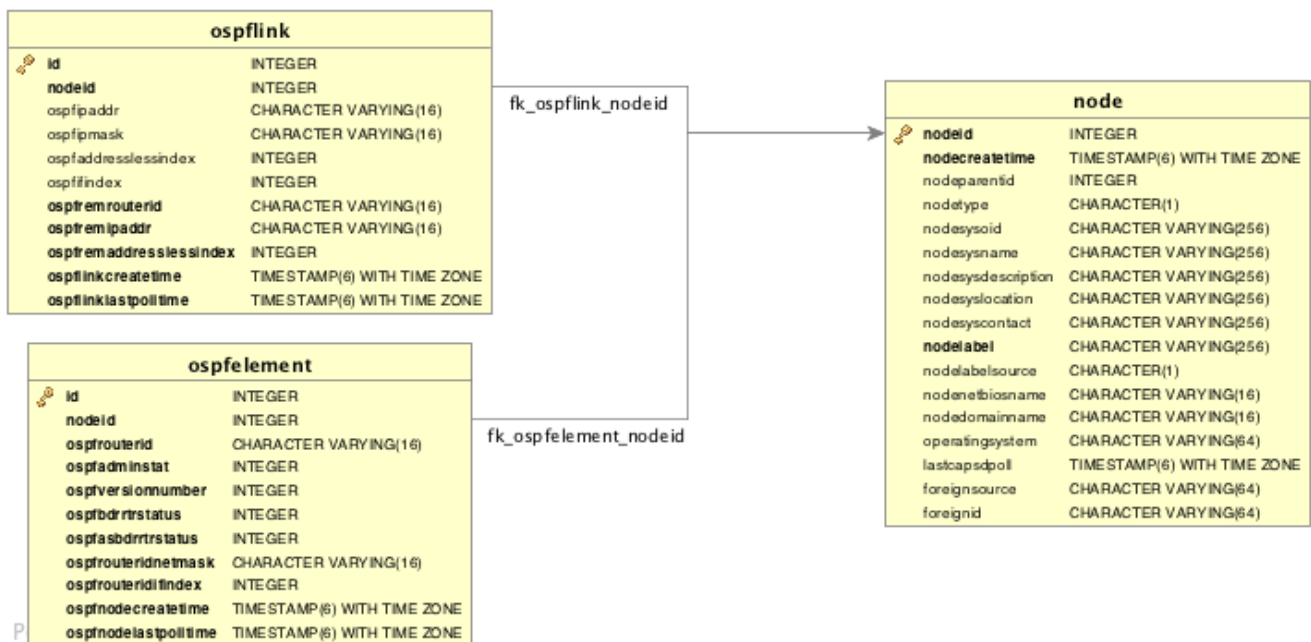 ospflink
id INTEGER
nodeid INTEGER
ospfipaddr CHARACTER VARYING(16)
ospfipmask CHARACTER VARYING(16)
ospfaddresslessindex INTEGER
ospfifindex INTEGER
ospfremrouterid CHARACTER VARYING(16)
ospfremipaddr CHARACTER VARYING(16)
ospfremaddresslessindex INTEGER
ospflinkcreatetime TIMESTAMP(6) WITH TIME ZONE
ospflinklastpolltime TIMESTAMP(6) WITH TIME ZONE
fk_ospflink_nodeid
ospfelement
id INTEGER
nodeid INTEGER
ospfrouterid CHARACTER VARYING(16)
ospfadminstat INTEGER
ospfversionnumber INTEGER
ospfbdrrtrstatus INTEGER
ospfasbdrrtrstatus INTEGER
ospfrouteridnetmask CHARACTER VARYING(16)
ospfrouteridifindex INTEGER
ospfnodecreatetime TIMESTAMP(6) WITH TIME ZONE
ospfnodelastpolltime TIMESTAMP(6) WITH TIME ZONE
fk_ospfelement_nodeid
node
nodeid INTEGER
nodecreatetime TIMESTAMP(6) WITH TIME ZONE
nodeparentid INTEGER
nodetype CHARACTER(1)
nodesysoid CHARACTER VARYING(256)
nodesysname CHARACTER VARYING(256)
nodesysdescription CHARACTER VARYING(256)
nodesyslocation CHARACTER VARYING(256)
nodesyscontact CHARACTER VARYING(256)
nodelabel CHARACTER VARYING(256)
nodelabelsource CHARACTER(1)
nodenetbiosname CHARACTER VARYING(16)
nodedomainname CHARACTER VARYING(16)
operatingsystem CHARACTER VARYING(64)
lastcapsdpoll TIMESTAMP(6) WITH TIME ZONE
foreignsource CHARACTER VARYING(64)
foreignid CHARACTER VARYING(64)